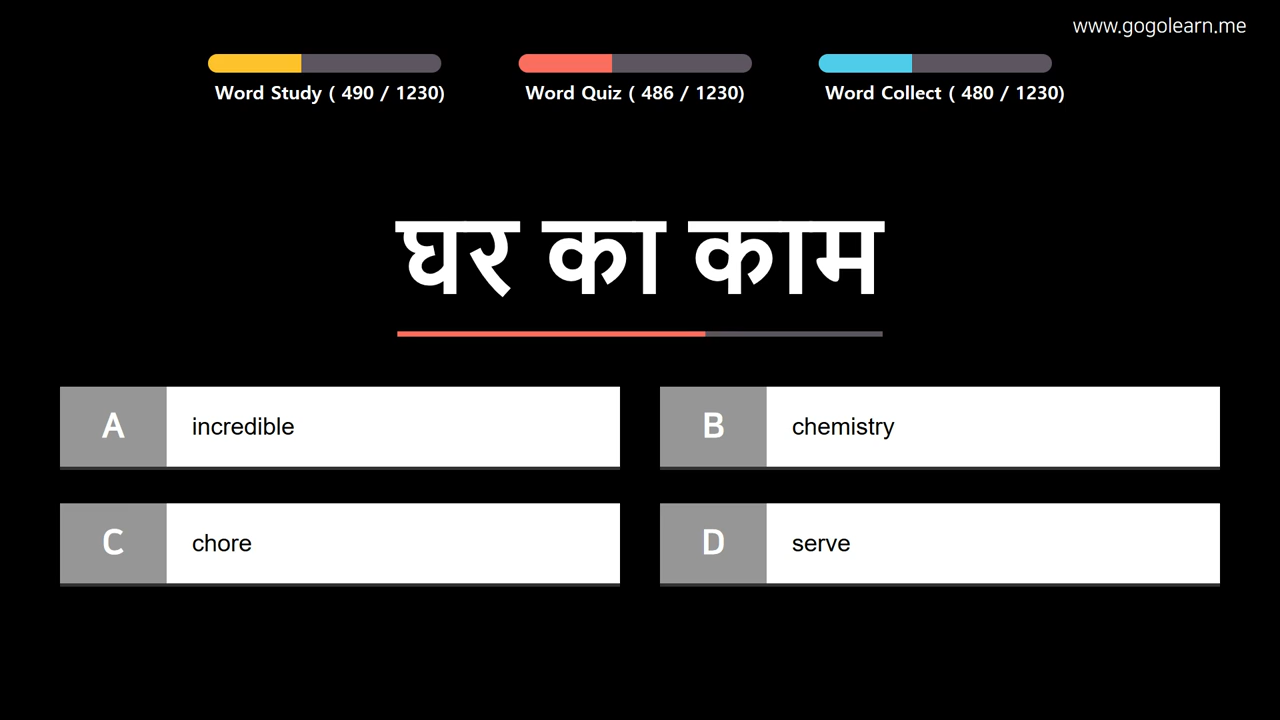 www.gogolearn.me
Word Study ( 490 / 1230)
Word Quiz ( 486 / 1230)
Word Collect ( 480 / 1230)
घर का काम
A incredible
B chemistry
C chore
D serve